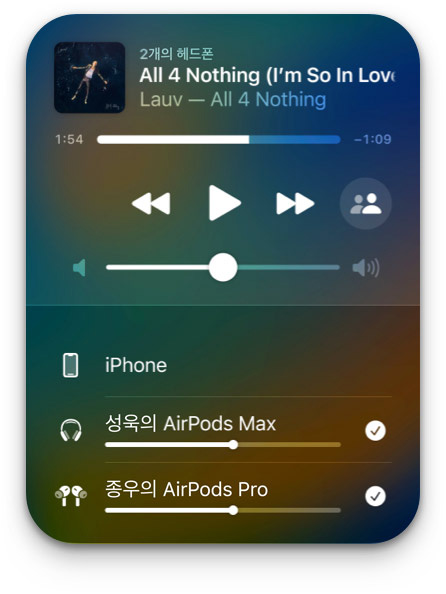 2개의 헤드폰
All 4 Nothing (I'm So In Love
Lauv — All 4 Nothing
1:54
−1:09
iPhone
성욱의 AirPods Max
종우의 AirPods Pro